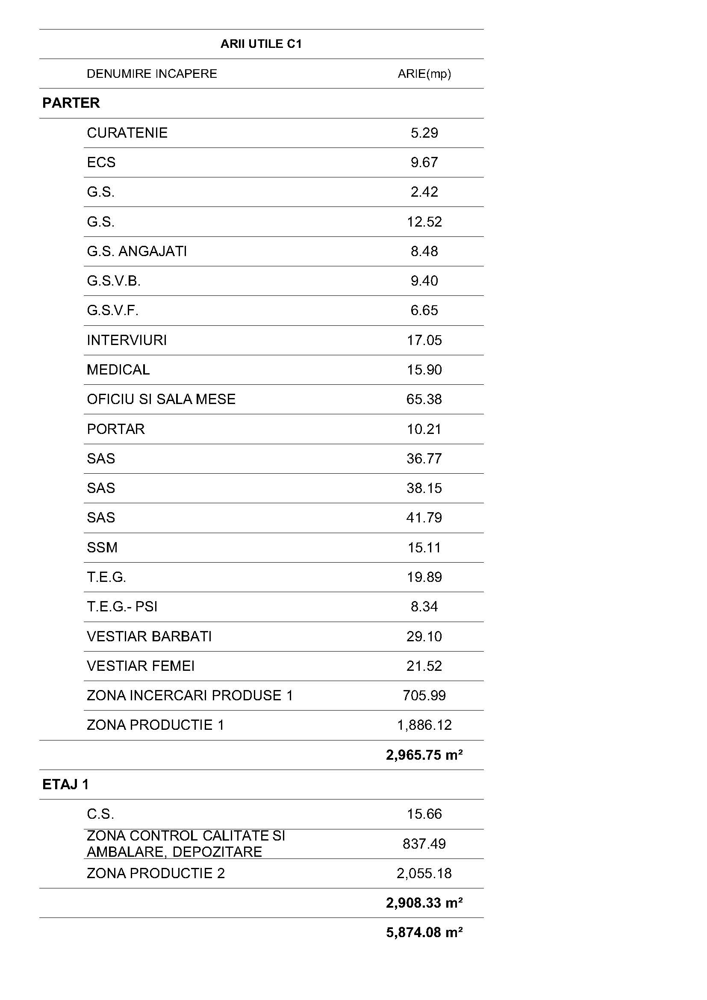 ARII UTILE C1
DENUMIRE INCAPERE ARIE(mp)
PARTER
CURATENIE 5.29
ECS 9.67
G.S. 2.42
G.S. 12.52
G.S. ANGAJATI 8.48
G.S.V.B. 9.40
G.S.V.F. 6.65
INTERVIURI 17.05
MEDICAL 15.90
OFICIU SI SALA MESE 65.38
PORTAR 10.21
SAS 36.77
SAS 38.15
SAS 41.79
SSM 15.11
T.E.G. 19.89
T.E.G.- PSI 8.34
VESTIAR BARBATI 29.10
VESTIAR FEMEI 21.52
ZONA INCERCARI PRODUSE 1 705.99
ZONA PRODUCTIE 1 1,886.12
2,965.75 m²
ETAJ 1
C.S. 15.66
ZONA CONTROL CALITATE SI
AMBALARE, DEPOZITARE 837.49
ZONA PRODUCTIE 2 2,055.18
2,908.33 m²
5,874.08 m²